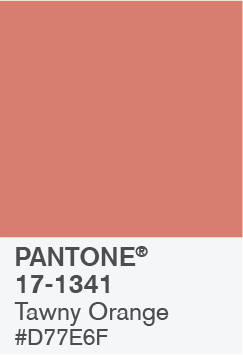 PANTONE®
17-1341
Tawny Orange
#D77E6F